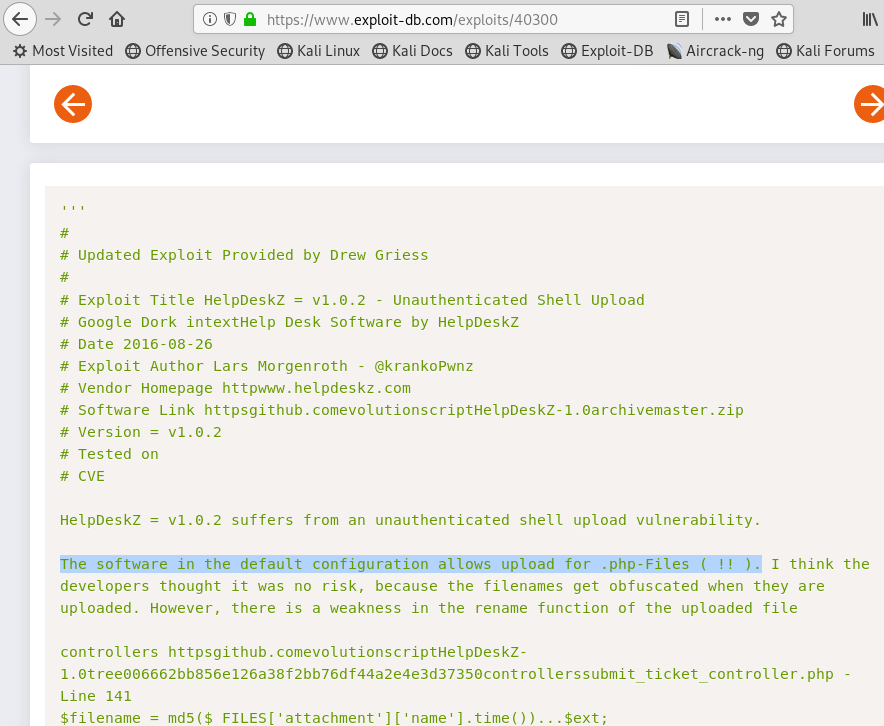 https://www.exploit-db.com/exploits/40300
Most Visited Offensive Security Kali Linux Kali Docs Kali Tools Exploit-DB Aircrack-ng Kali Forums
'''
#
# Updated Exploit Provided by Drew Griess
#
# Exploit Title HelpDeskZ = v1.0.2 - Unauthenticated Shell Upload
# Google Dork intextHelp Desk Software by HelpDeskZ
# Date 2016-08-26
# Exploit Author Lars Morgenroth - @krankoPwnz
# Vendor Homepage httpwww.helpdeskz.com
# Software Link httpsgithub.comevolutionscriptHelpDeskZ-1.0archivemaster.zip
# Version = v1.0.2
# Tested on
# CVE
HelpDeskZ = v1.0.2 suffers from an unauthenticated shell upload vulnerability.
The software in the default configuration allows upload for .php-Files ( !! ). I think the
developers thought it was no risk, because the filenames get obfuscated when they are
uploaded. However, there is a weakness in the rename function of the uploaded file
controllers httpsgithub.comevolutionscriptHelpDeskZ-
1.0tree006662bb856e126a38f2bb76df44a2e4e3d37350controllerssubmit_ticket_controller.php -
Line 141
$filename = md5($_FILES['attachment']['name'].time())...$ext;